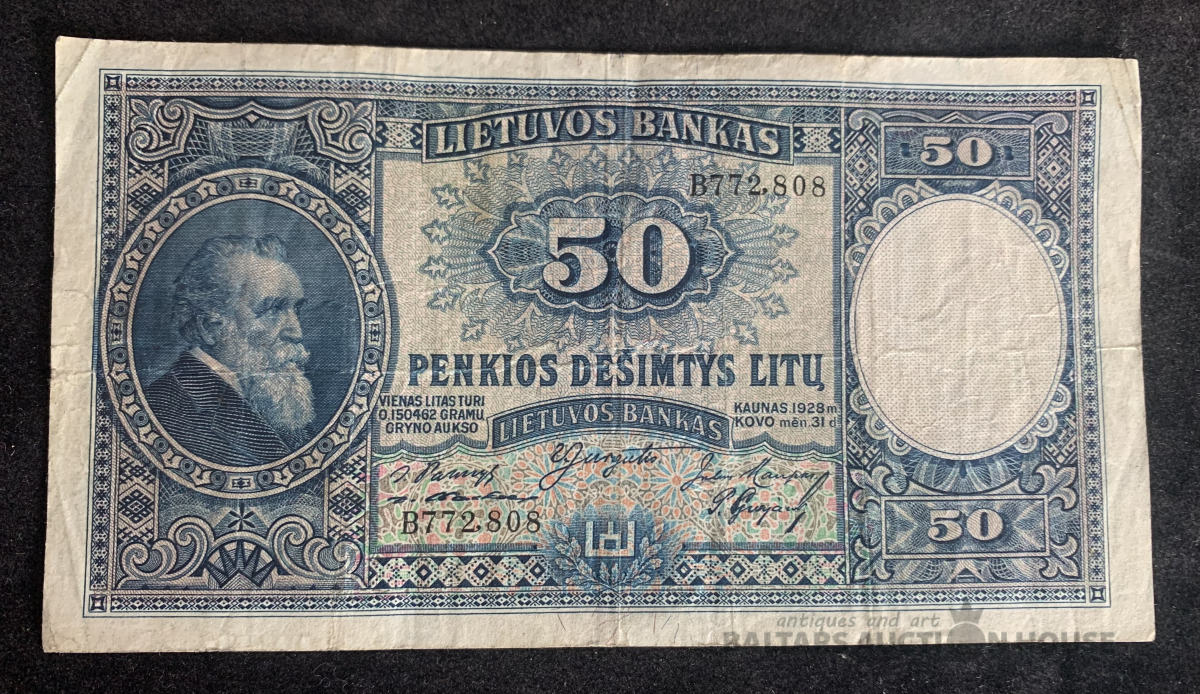 LIETUVOS BANKAS
50
B772,808
50
PENKIOS DEŠIMTYS LITŲ
VIENAS LITAS TURI
0,150462 GRAMŲ
GRYNO AUKSO
LIETUVOS BANKAS
KAUNAS.1928 m.
KOVO mėn. 31 d.
B772,808
50
antiques and art
BALTARS AUCTION HOUSE